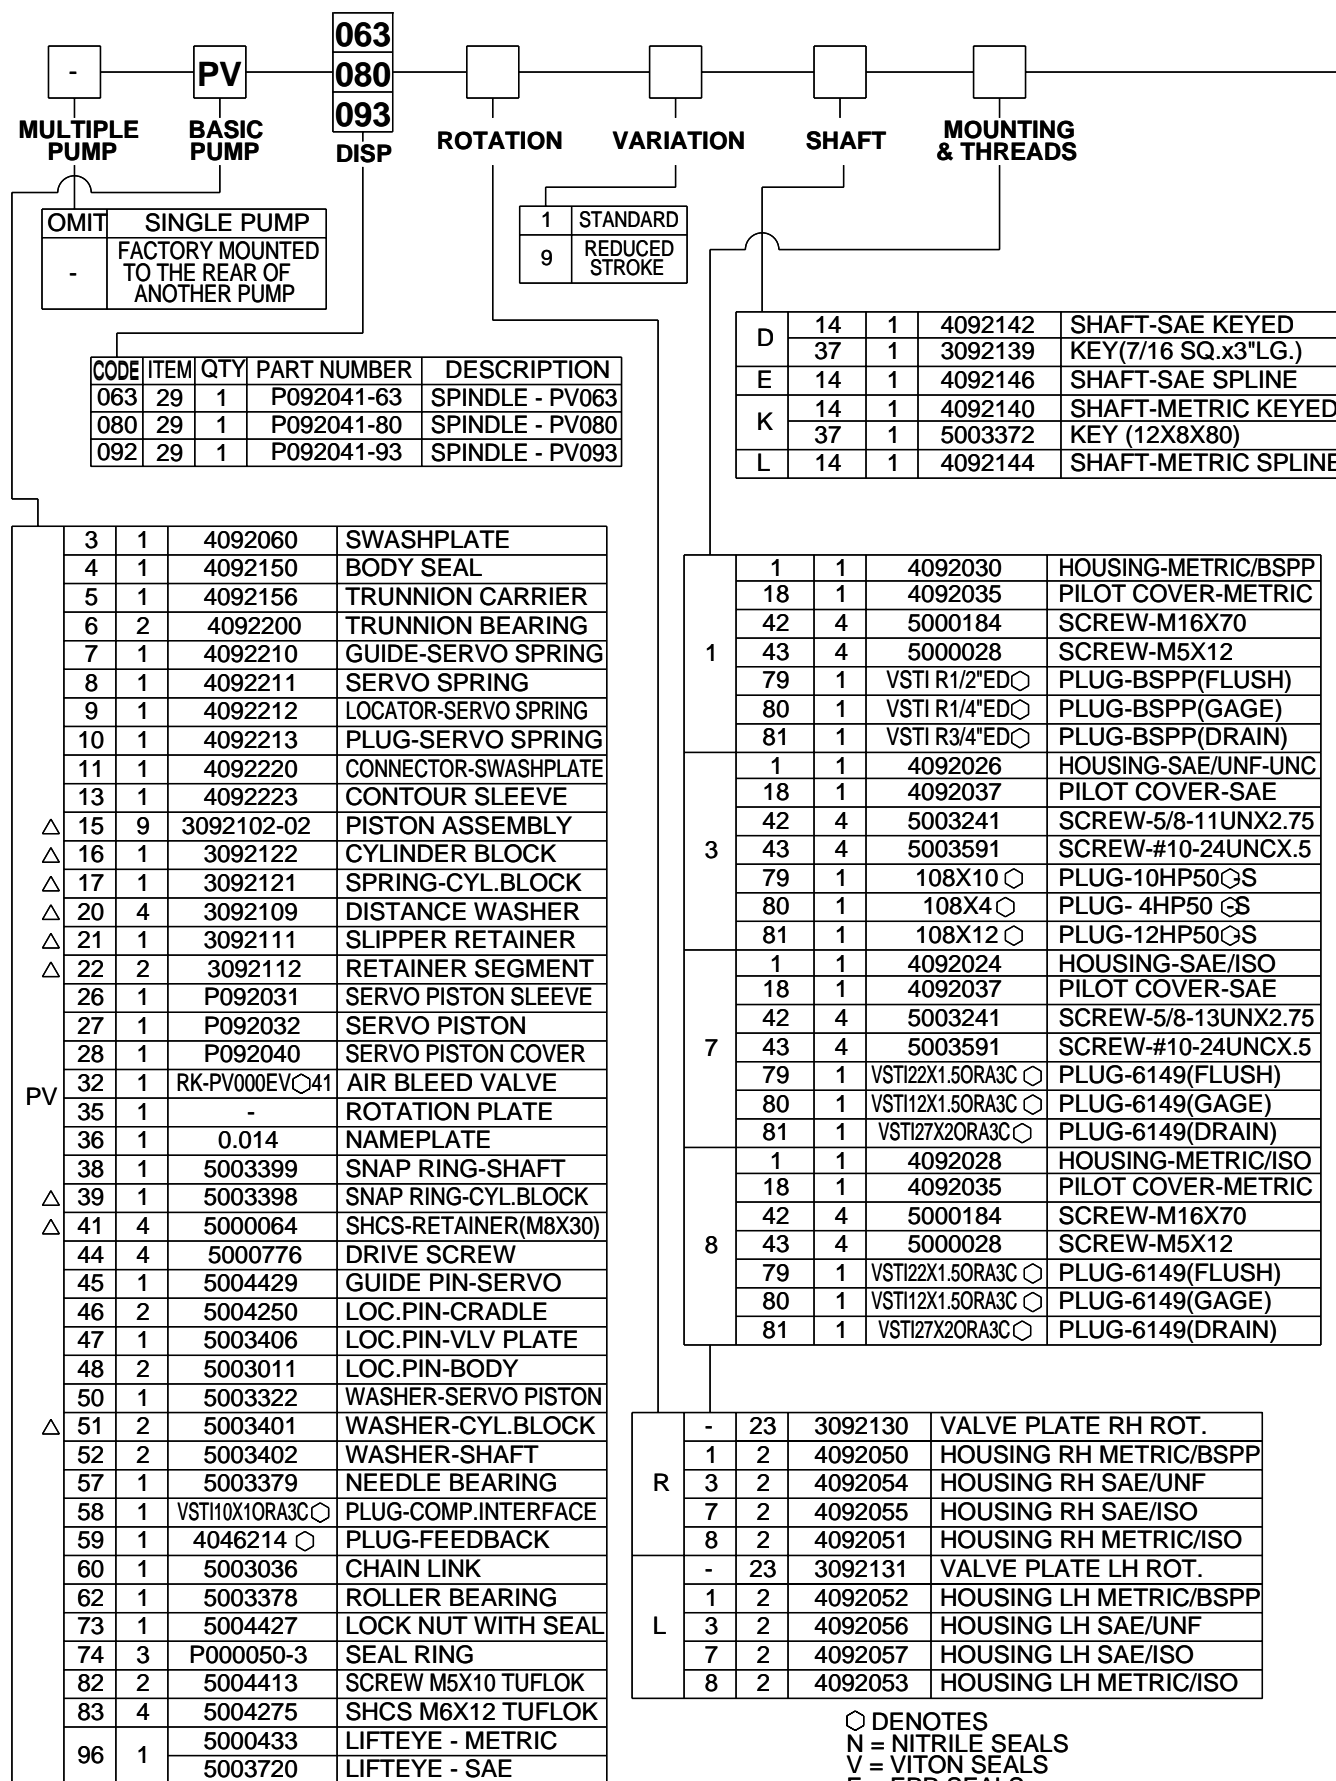 - PV 063
080
093
MULTIPLE PUMP
BASIC PUMP
DISP
ROTATION
VARIATION
SHAFT
MOUNTING & THREADS
OMIT SINGLE PUMP
- FACTORY MOUNTED TO THE REAR OF ANOTHER PUMP
1 STANDARD
9 REDUCED STROKE
CODE ITEM QTY PART NUMBER DESCRIPTION
063 29 1 P092041-63 SPINDLE - PV063
080 29 1 P092041-80 SPINDLE - PV080
092 29 1 P092041-93 SPINDLE - PV093
D 14 1 4092142 SHAFT-SAE KEYED
37 1 3092139 KEY(7/16 SQ.x3"LG.)
E 14 1 4092146 SHAFT-SAE SPLINE
K 14 1 4092140 SHAFT-METRIC KEYED
37 1 5003372 KEY (12X8X80)
L 14 1 4092144 SHAFT-METRIC SPLINE
PV
3 1 4092060 SWASHPLATE
4 1 4092150 BODY SEAL
5 1 4092156 TRUNNION CARRIER
6 2 4092200 TRUNNION BEARING
7 1 4092210 GUIDE-SERVO SPRING
8 1 4092211 SERVO SPRING
9 1 4092212 LOCATOR-SERVO SPRING
10 1 4092213 PLUG-SERVO SPRING
11 1 4092220 CONNECTOR-SWASHPLATE
13 1 4092223 CONTOUR SLEEVE
△ 15 9 3092102-02 PISTON ASSEMBLY
△ 16 1 3092122 CYLINDER BLOCK
△ 17 1 3092121 SPRING-CYL.BLOCK
△ 20 4 3092109 DISTANCE WASHER
△ 21 1 3092111 SLIPPER RETAINER
△ 22 2 3092112 RETAINER SEGMENT
26 1 P092031 SERVO PISTON SLEEVE
27 1 P092032 SERVO PISTON
28 1 P092040 SERVO PISTON COVER
32 1 RK-PV000EV⬡41 AIR BLEED VALVE
35 1 - ROTATION PLATE
36 1 0.014 NAMEPLATE
38 1 5003399 SNAP RING-SHAFT
△ 39 1 5003398 SNAP RING-CYL.BLOCK
△ 41 4 5000064 SHCS-RETAINER(M8X30)
44 4 5000776 DRIVE SCREW
45 1 5004429 GUIDE PIN-SERVO
46 2 5004250 LOC.PIN-CRADLE
47 1 5003406 LOC.PIN-VLV PLATE
48 2 5003011 LOC.PIN-BODY
50 1 5003322 WASHER-SERVO PISTON
△ 51 2 5003401 WASHER-CYL.BLOCK
52 2 5003402 WASHER-SHAFT
57 1 5003379 NEEDLE BEARING
58 1 VSTI10X1ORA3C⬡ PLUG-COMP.INTERFACE
59 1 4046214 ⬡ PLUG-FEEDBACK
60 1 5003036 CHAIN LINK
62 1 5003378 ROLLER BEARING
73 1 5004427 LOCK NUT WITH SEAL
74 3 P000050-3 SEAL RING
82 2 5004413 SCREW M5X10 TUFLOK
83 4 5004275 SHCS M6X12 TUFLOK
96 1 5000433 LIFTEYE - METRIC
5003720 LIFTEYE - SAE
1
1 1 4092030 HOUSING-METRIC/BSPP
18 1 4092035 PILOT COVER-METRIC
42 4 5000184 SCREW-M16X70
43 4 5000028 SCREW-M5X12
79 1 VSTI R1/2"ED⬡ PLUG-BSPP(FLUSH)
80 1 VSTI R1/4"ED⬡ PLUG-BSPP(GAGE)
81 1 VSTI R3/4"ED⬡ PLUG-BSPP(DRAIN)
3
1 1 4092026 HOUSING-SAE/UNF-UNC
18 1 4092037 PILOT COVER-SAE
42 4 5003241 SCREW-5/8-11UNX2.75
43 4 5003591 SCREW-#10-24UNCX.5
79 1 108X10 ⬡ PLUG-10HP50⬡-S
80 1 108X4 ⬡ PLUG- 4HP50 ⬡-S
81 1 108X12 ⬡ PLUG-12HP50⬡-S
7
1 1 4092024 HOUSING-SAE/ISO
18 1 4092037 PILOT COVER-SAE
42 4 5003241 SCREW-5/8-13UNX2.75
43 4 5003591 SCREW-#10-24UNCX.5
79 1 VSTI22X1.5ORA3C ⬡ PLUG-6149(FLUSH)
80 1 VSTI12X1.5ORA3C ⬡ PLUG-6149(GAGE)
81 1 VSTI27X2ORA3C⬡ PLUG-6149(DRAIN)
8
1 1 4092028 HOUSING-METRIC/ISO
18 1 4092035 PILOT COVER-METRIC
42 4 5000184 SCREW-M16X70
43 4 5000028 SCREW-M5X12
79 1 VSTI22X1.5ORA3C ⬡ PLUG-6149(FLUSH)
80 1 VSTI12X1.5ORA3C ⬡ PLUG-6149(GAGE)
81 1 VSTI27X2ORA3C⬡ PLUG-6149(DRAIN)
R
- 23 3092130 VALVE PLATE RH ROT.
1 2 4092050 HOUSING RH METRIC/BSPP
3 2 4092054 HOUSING RH SAE/UNF
7 2 4092055 HOUSING RH SAE/ISO
8 2 4092051 HOUSING RH METRIC/ISO
L
- 23 3092131 VALVE PLATE LH ROT.
1 2 4092052 HOUSING LH METRIC/BSPP
3 2 4092056 HOUSING LH SAE/UNF
7 2 4092057 HOUSING LH SAE/ISO
8 2 4092053 HOUSING LH METRIC/ISO
⬡ DENOTES
N = NITRILE SEALS
V = VITON SEALS